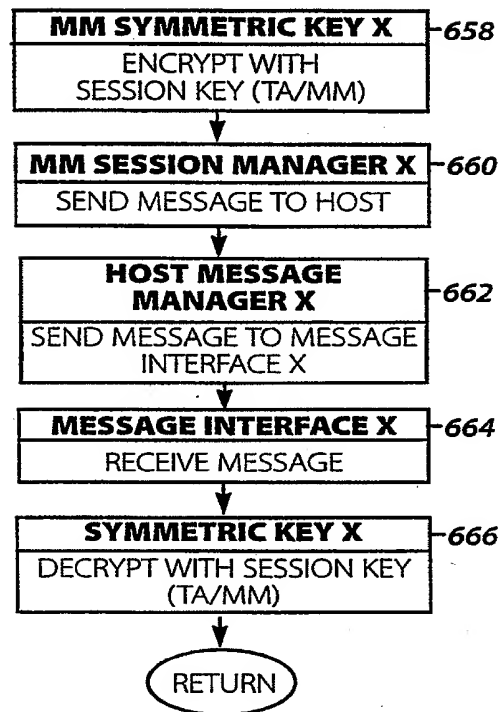 MM SYMMETRIC KEY X
658
ENCRYPT WITH
SESSION KEY (TA/MM)
MM SESSION MANAGER X
660
SEND MESSAGE TO HOST
HOST MESSAGE
MANAGER X
662
SEND MESSAGE TO MESSAGE
INTERFACE X
MESSAGE INTERFACE X
664
RECEIVE MESSAGE
SYMMETRIC KEY X
666
DECRYPT WITH SESSION KEY
(TA/MM)
RETURN